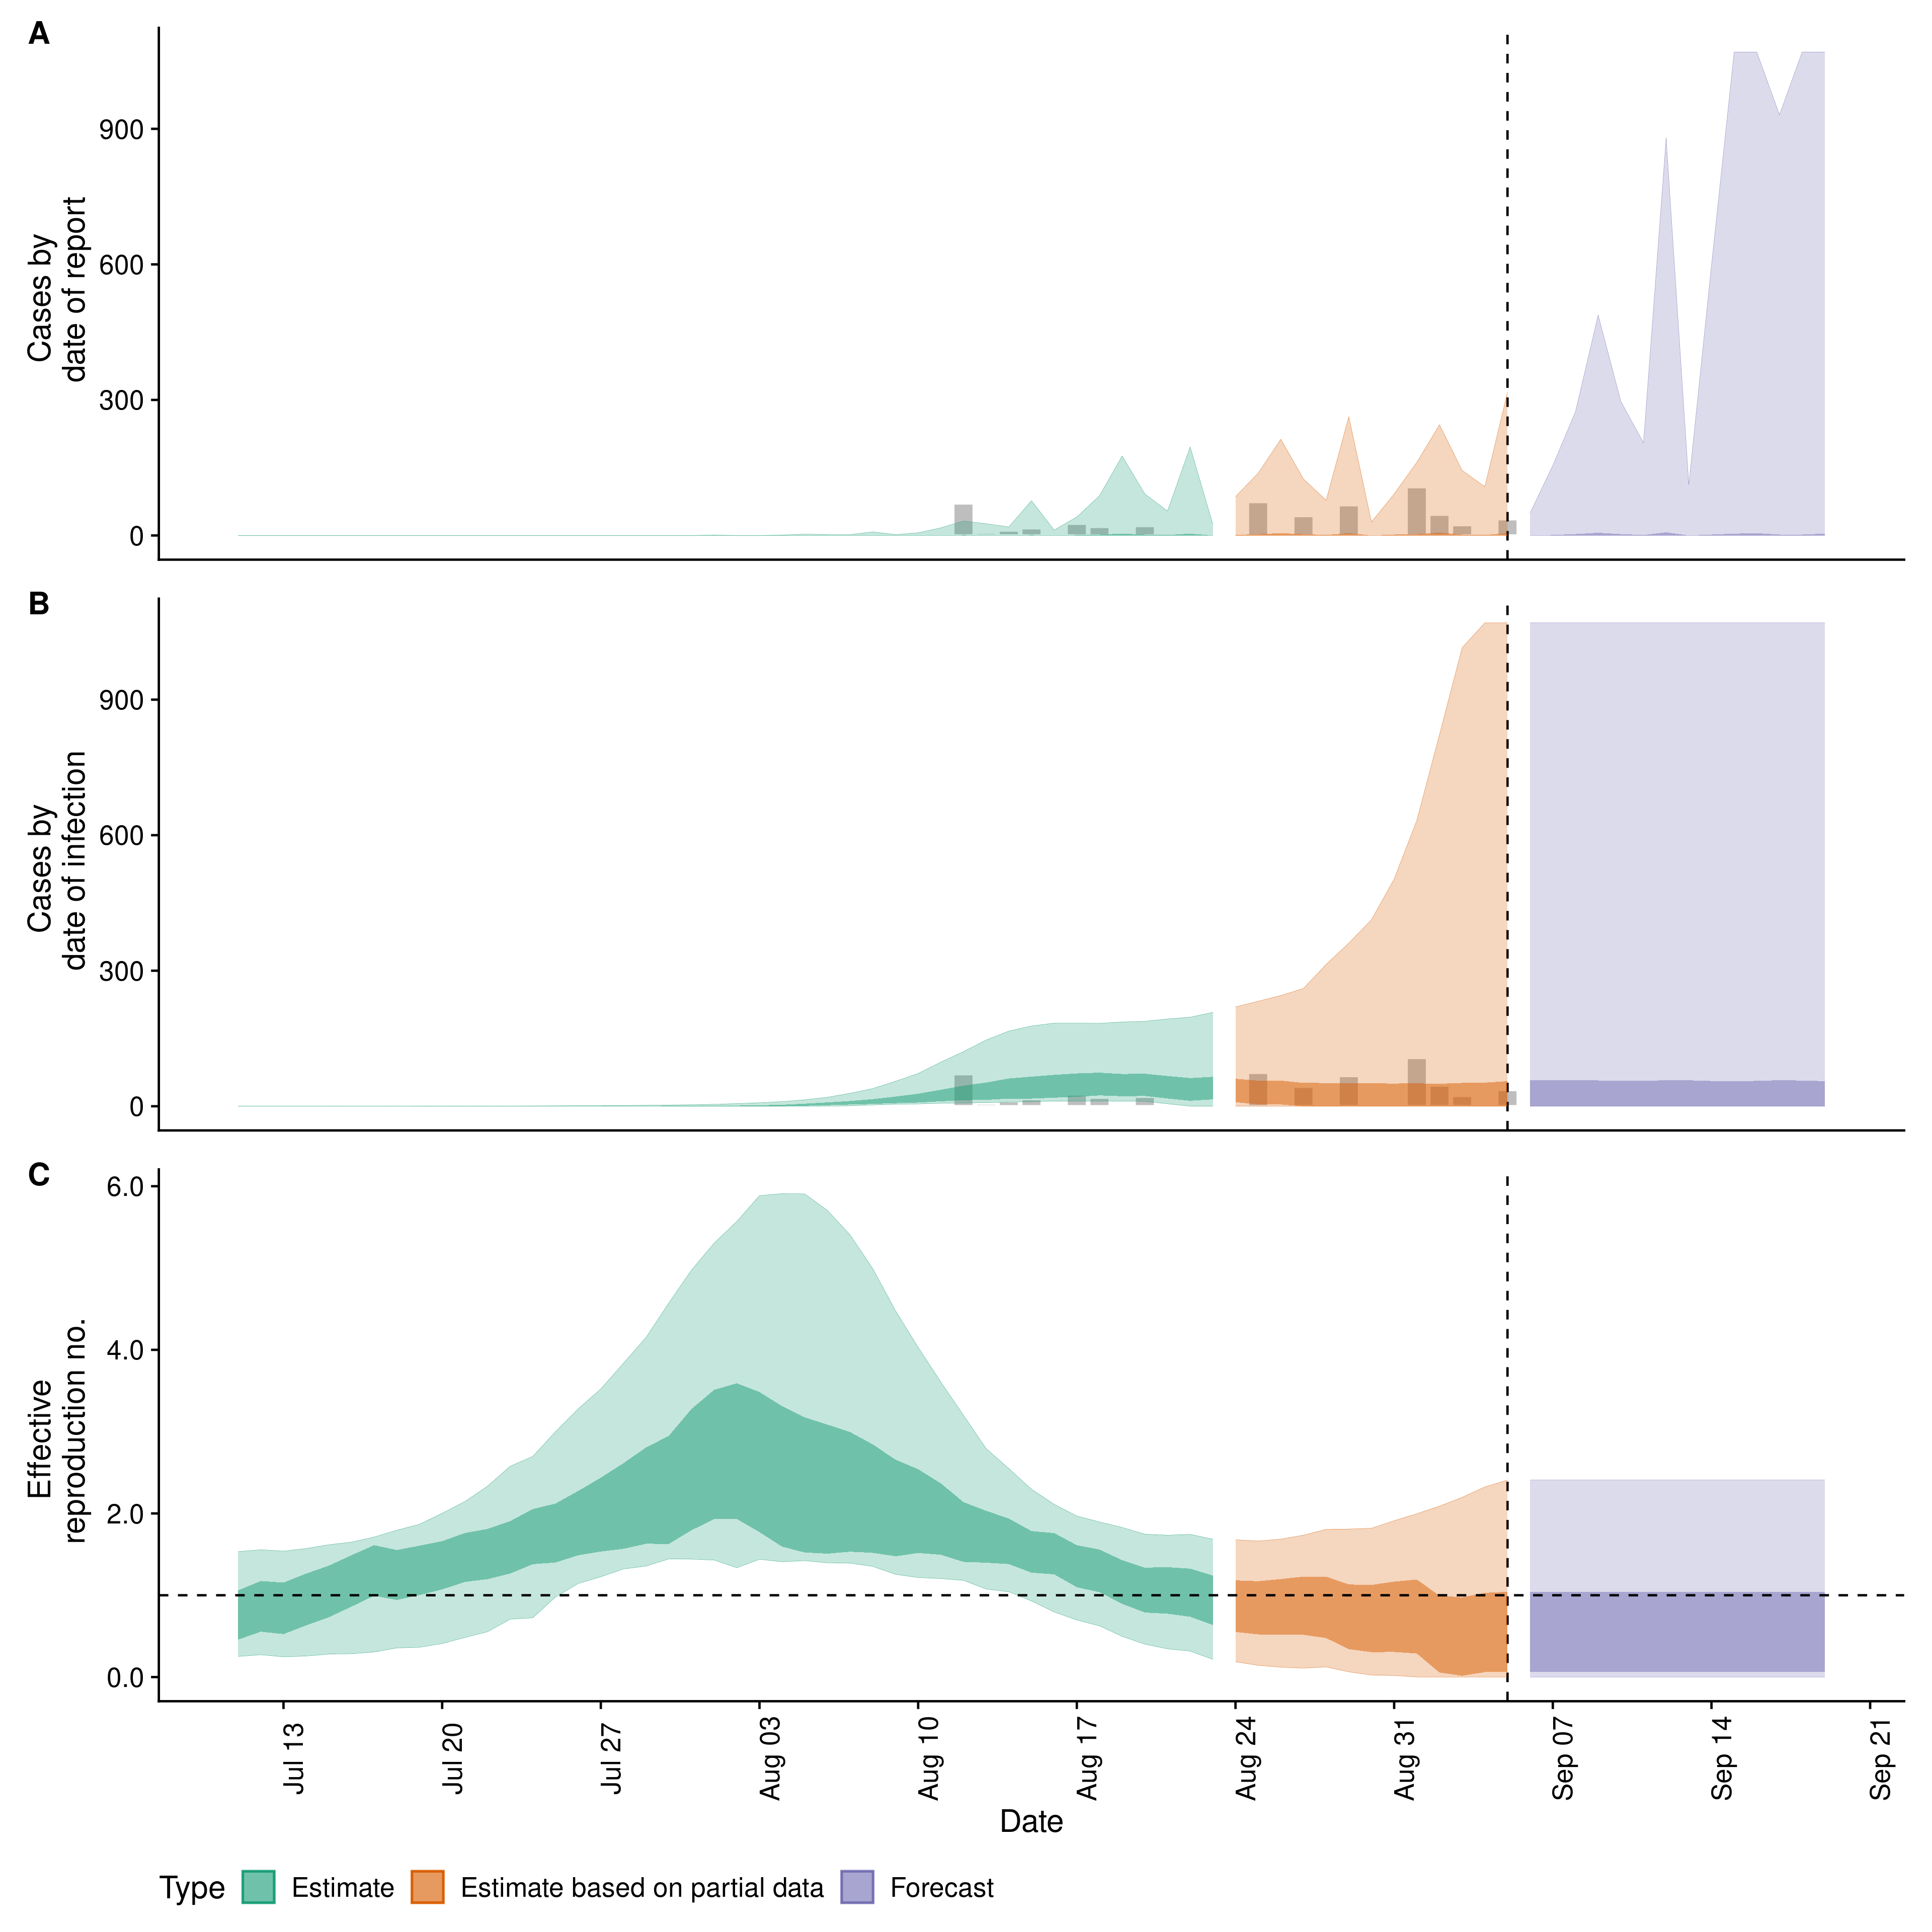 A
Cases by
date of report
900
600
300
0
B
Cases by
date of infection
900
600
300
0
C
Effective
reproduction no.
6.0
4.0
2.0
0.0
Jul 13
Jul 20
Jul 27
Aug 03
Aug 10
Aug 17
Aug 24
Aug 31
Sep 07
Sep 14
Sep 21
Date
Type
Estimate
Estimate based on partial data
Forecast